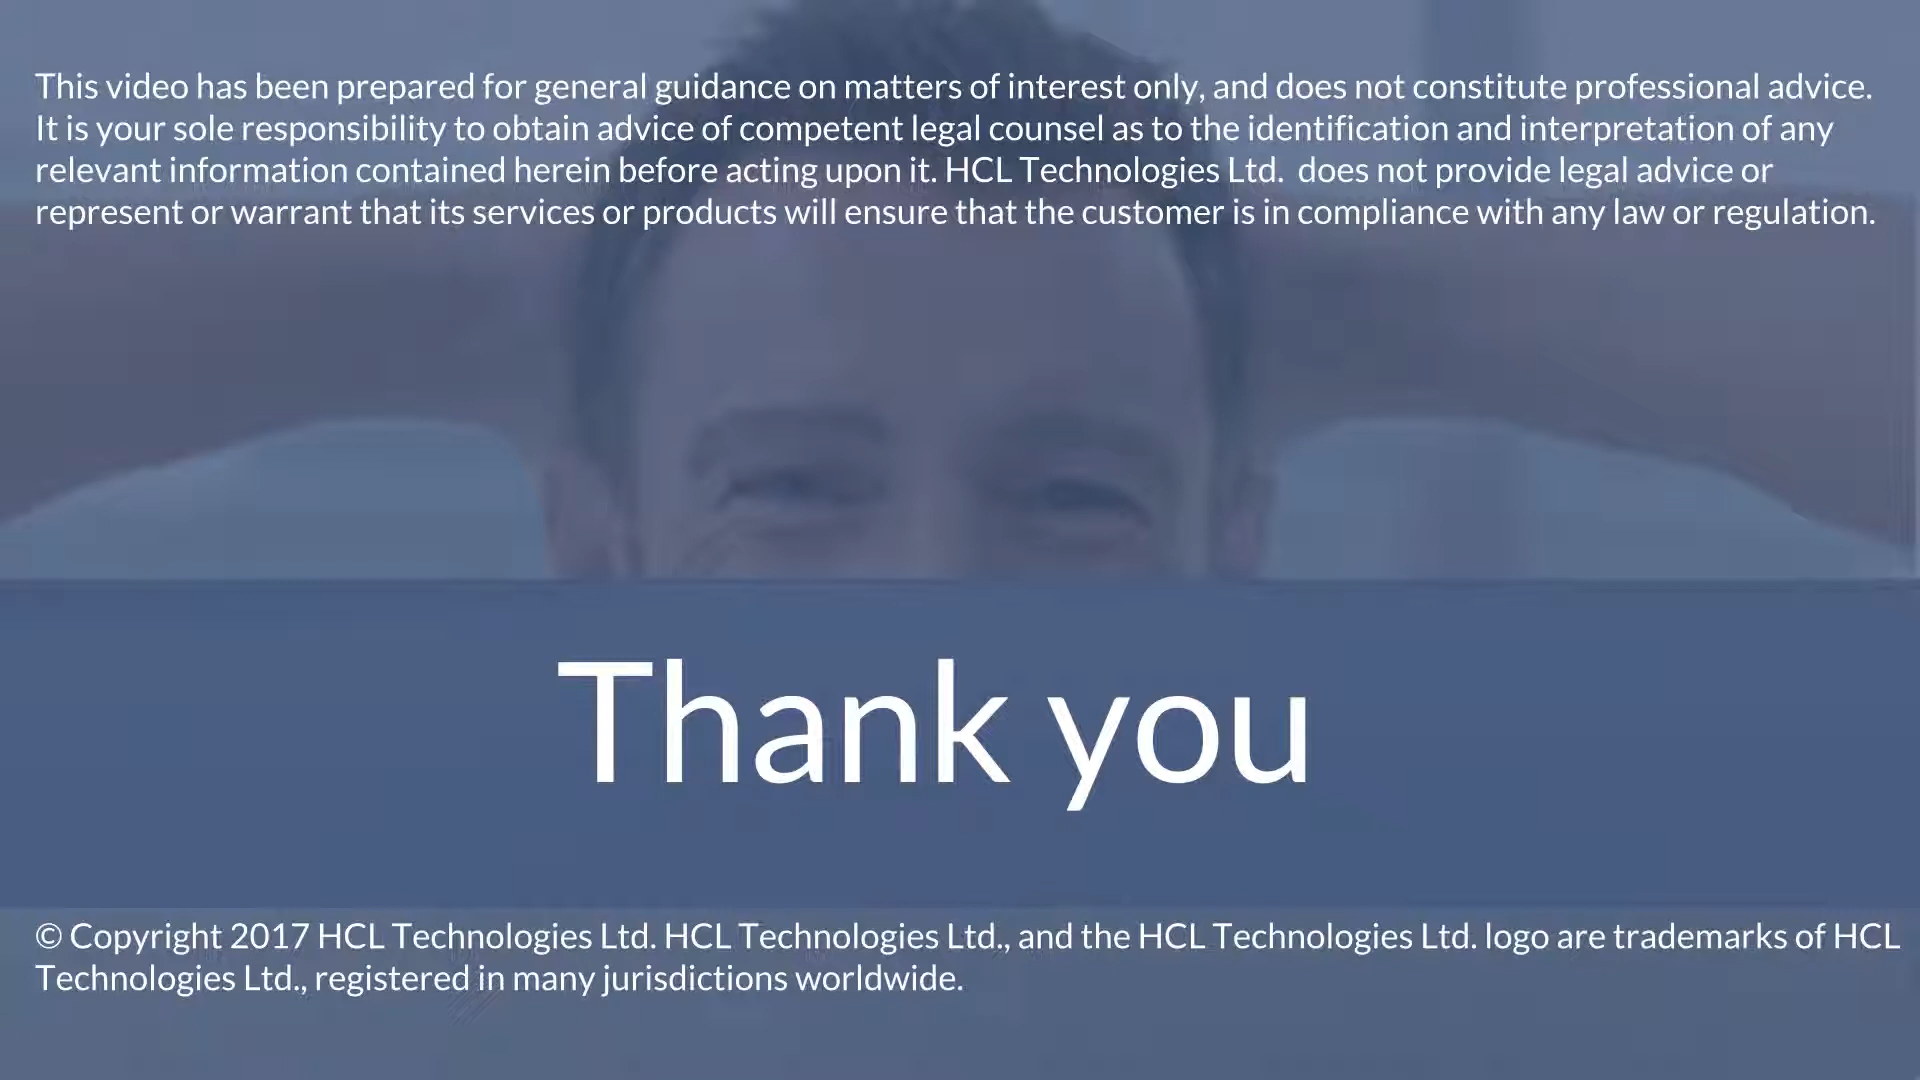 This video has been prepared for general guidance on matters of interest only, and does not constitute professional advice.
It is your sole responsibility to obtain advice of competent legal counsel as to the identification and interpretation of any
relevant information contained herein before acting upon it. HCL Technologies Ltd.  does not provide legal advice or
represent or warrant that its services or products will ensure that the customer is in compliance with any law or regulation.
Thank you
© Copyright 2017 HCL Technologies Ltd. HCL Technologies Ltd., and the HCL Technologies Ltd. logo are trademarks of HCL
Technologies Ltd., registered in many jurisdictions worldwide.